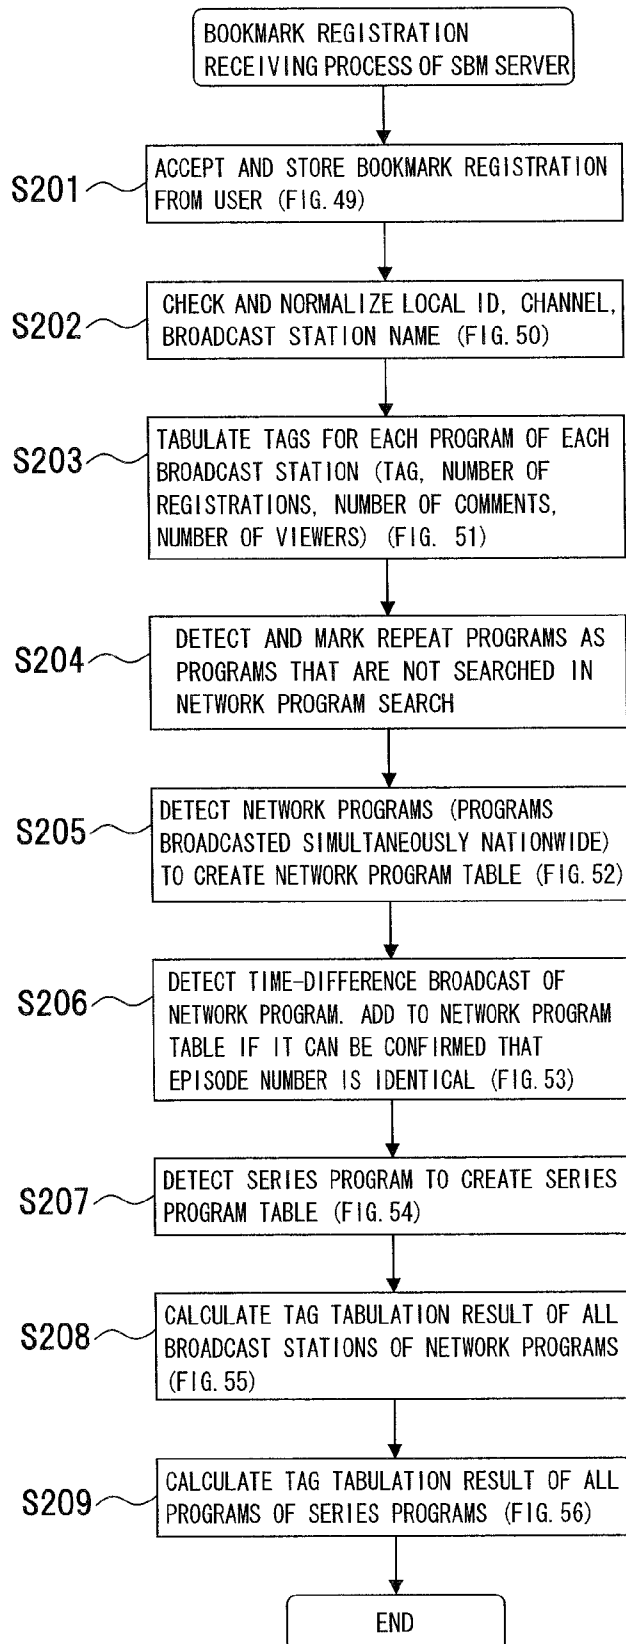 BOOKMARK REGISTRATION
RECEIVING PROCESS OF SBM SERVER
S201
ACCEPT AND STORE BOOKMARK REGISTRATION
FROM USER (FIG. 49)
S202
CHECK AND NORMALIZE LOCAL ID, CHANNEL,
BROADCAST STATION NAME (FIG. 50)
S203
TABULATE TAGS FOR EACH PROGRAM OF EACH
BROADCAST STATION (TAG, NUMBER OF
REGISTRATIONS, NUMBER OF COMMENTS,
NUMBER OF VIEWERS) (FIG. 51)
S204
DETECT AND MARK REPEAT PROGRAMS AS
PROGRAMS THAT ARE NOT SEARCHED IN
NETWORK PROGRAM SEARCH
S205
DETECT NETWORK PROGRAMS (PROGRAMS
BROADCASTED SIMULTANEOUSLY NATIONWIDE)
TO CREATE NETWORK PROGRAM TABLE (FIG. 52)
S206
DETECT TIME-DIFFERENCE BROADCAST OF
NETWORK PROGRAM. ADD TO NETWORK PROGRAM
TABLE IF IT CAN BE CONFIRMED THAT
EPISODE NUMBER IS IDENTICAL (FIG. 53)
S207
DETECT SERIES PROGRAM TO CREATE SERIES
PROGRAM TABLE (FIG. 54)
S208
CALCULATE TAG TABULATION RESULT OF ALL
BROADCAST STATIONS OF NETWORK PROGRAMS
(FIG. 55)
S209
CALCULATE TAG TABULATION RESULT OF ALL
PROGRAMS OF SERIES PROGRAMS (FIG. 56)
END